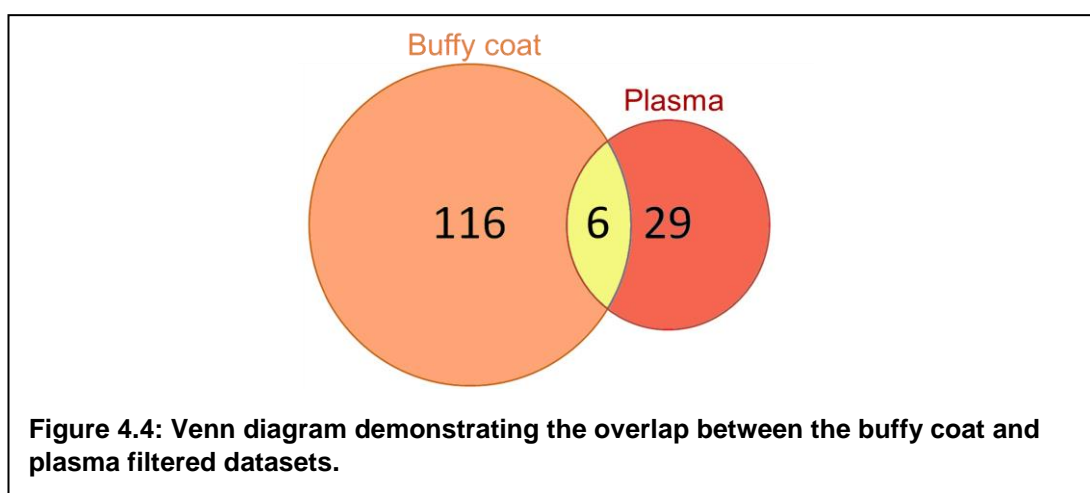 Buffy coat
Plasma
116 6 29
Figure 4.4: Venn diagram demonstrating the overlap between the buffy coat and
plasma filtered datasets.